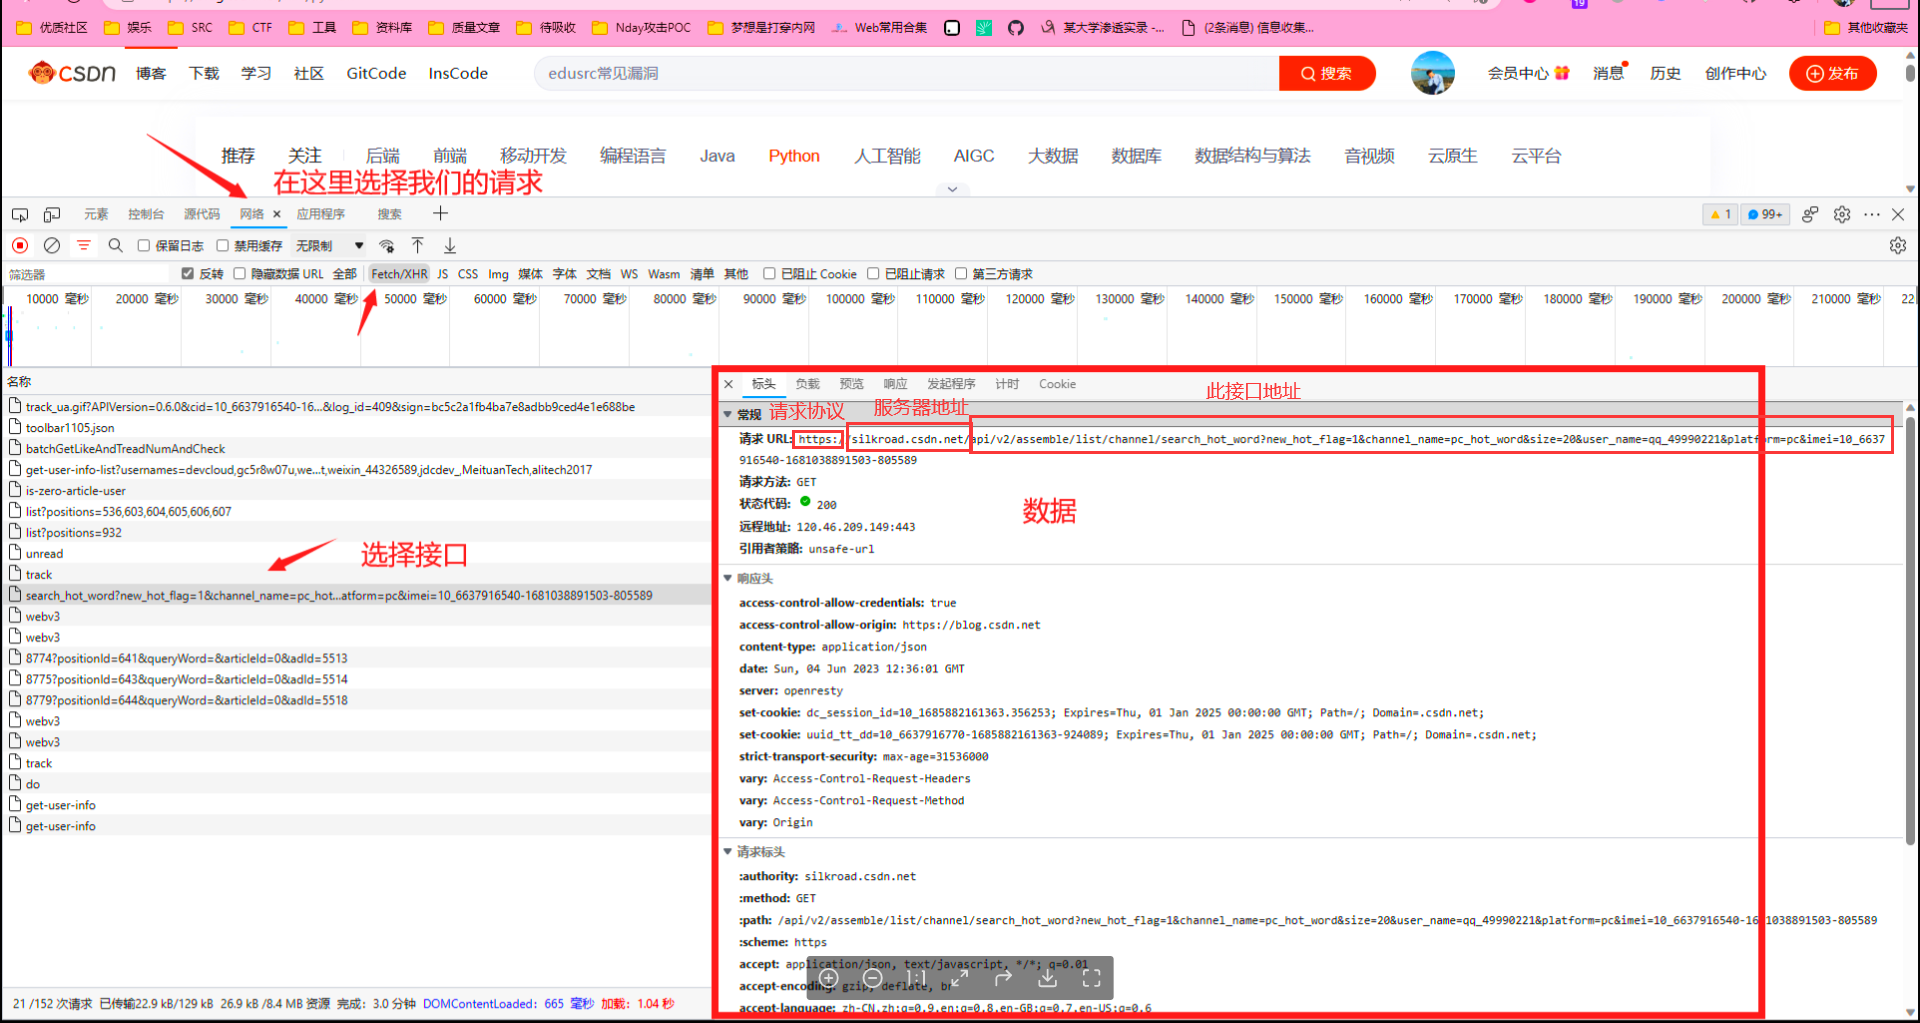 优质社区 娱乐 SRC CTF 工具 资料库 质量文章 待吸收 Nday攻击POC 梦想是打穿内网 Web常用合集 某大学渗透实录 -... (2条消息) 信息收集... 其他收藏夹
19
CSDN 博客 下载 学习 社区 GitCode InsCode edusrc常见漏洞 搜索 会员中心 消息 历史 创作中心 发布
推荐 关注 后端 前端 移动开发 编程语言 Java Python 人工智能 AIGC 大数据 数据库 数据结构与算法 音视频 云原生 云平台
在这里选择我们的请求
元素 控制台 源代码 网络 应用程序 搜索 1 99+
保留日志 禁用缓存 无限制
筛选器 反转 隐藏数据 URL 全部 Fetch/XHR JS CSS Img 媒体 字体 文档 WS Wasm 清单 其他 已阻止 Cookie 已阻止请求 第三方请求
10000 毫秒 20000 毫秒 30000 毫秒 40000 毫秒 50000 毫秒 60000 毫秒 70000 毫秒 80000 毫秒 90000 毫秒 100000 毫秒 110000 毫秒 120000 毫秒 130000 毫秒 140000 毫秒 150000 毫秒 160000 毫秒 170000 毫秒 180000 毫秒 190000 毫秒 200000 毫秒 210000 毫秒 22
名称
track_ua.gif?APIVersion=0.6.0&cid=10_6637916540-16...&log_id=409&sign=bc5c2a1fb4ba7e8adbb9ced4e1e688be
toolbar1105.json
batchGetLikeAndTreadNumAndCheck
get-user-info-list?usernames=devcloud,gc5r8w07u,we...t,weixin_44326589,jdcdev_,MeituanTech,alitech2017
is-zero-article-user
list?positions=536,603,604,605,606,607
list?positions=932
unread
track
选择接口
search_hot_word?new_hot_flag=1&channel_name=pc_hot...atform=pc&imei=10_6637916540-1681038891503-805589
webv3
webv3
8774?positionId=641&queryWord=&articleId=0&adId=5513
8775?positionId=643&queryWord=&articleId=0&adId=5514
8779?positionId=644&queryWord=&articleId=0&adId=5518
webv3
webv3
track
do
get-user-info
get-user-info
21 /152 次请求 已传输22.9 kB/129 kB 26.9 kB /8.4 MB 资源 完成：3.0 分钟 DOMContentLoaded：665 毫秒 加载：1.04 秒
标头 负载 预览 响应 发起程序 计时 Cookie
此接口地址
常规 请求协议 服务器地址
请求 URL: https://silkroad.csdn.net/api/v2/assemble/list/channel/search_hot_word?new_hot_flag=1&channel_name=pc_hot_word&size=20&user_name=qq_49990221&platform=pc&imei=10_6637
916540-1681038891503-805589
请求方法: GET
状态代码: 200
数据
远程地址: 120.46.209.149:443
引用者策略: unsafe-url
响应头
access-control-allow-credentials: true
access-control-allow-origin: https://blog.csdn.net
content-type: application/json
date: Sun, 04 Jun 2023 12:36:01 GMT
server: openresty
set-cookie: dc_session_id=10_1685882161363.356253; Expires=Thu, 01 Jan 2025 00:00:00 GMT; Path=/; Domain=.csdn.net;
set-cookie: uuid_tt_dd=10_6637916770-1685882161363-924089; Expires=Thu, 01 Jan 2025 00:00:00 GMT; Path=/; Domain=.csdn.net;
strict-transport-security: max-age=31536000
vary: Access-Control-Request-Headers
vary: Access-Control-Request-Method
vary: Origin
请求标头
:authority: silkroad.csdn.net
:method: GET
:path: /api/v2/assemble/list/channel/search_hot_word?new_hot_flag=1&channel_name=pc_hot_word&size=20&user_name=qq_49990221&platform=pc&imei=10_6637916540-1681038891503-805589
:scheme: https
accept: application/json, text/javascript, */*; q=0.01
1:1
accept-encoding: gzip, deflate, br
accept-language: zh-CN,zh;q=0.9,en;q=0.8,en-GB;q=0.7,en-US;q=0.6